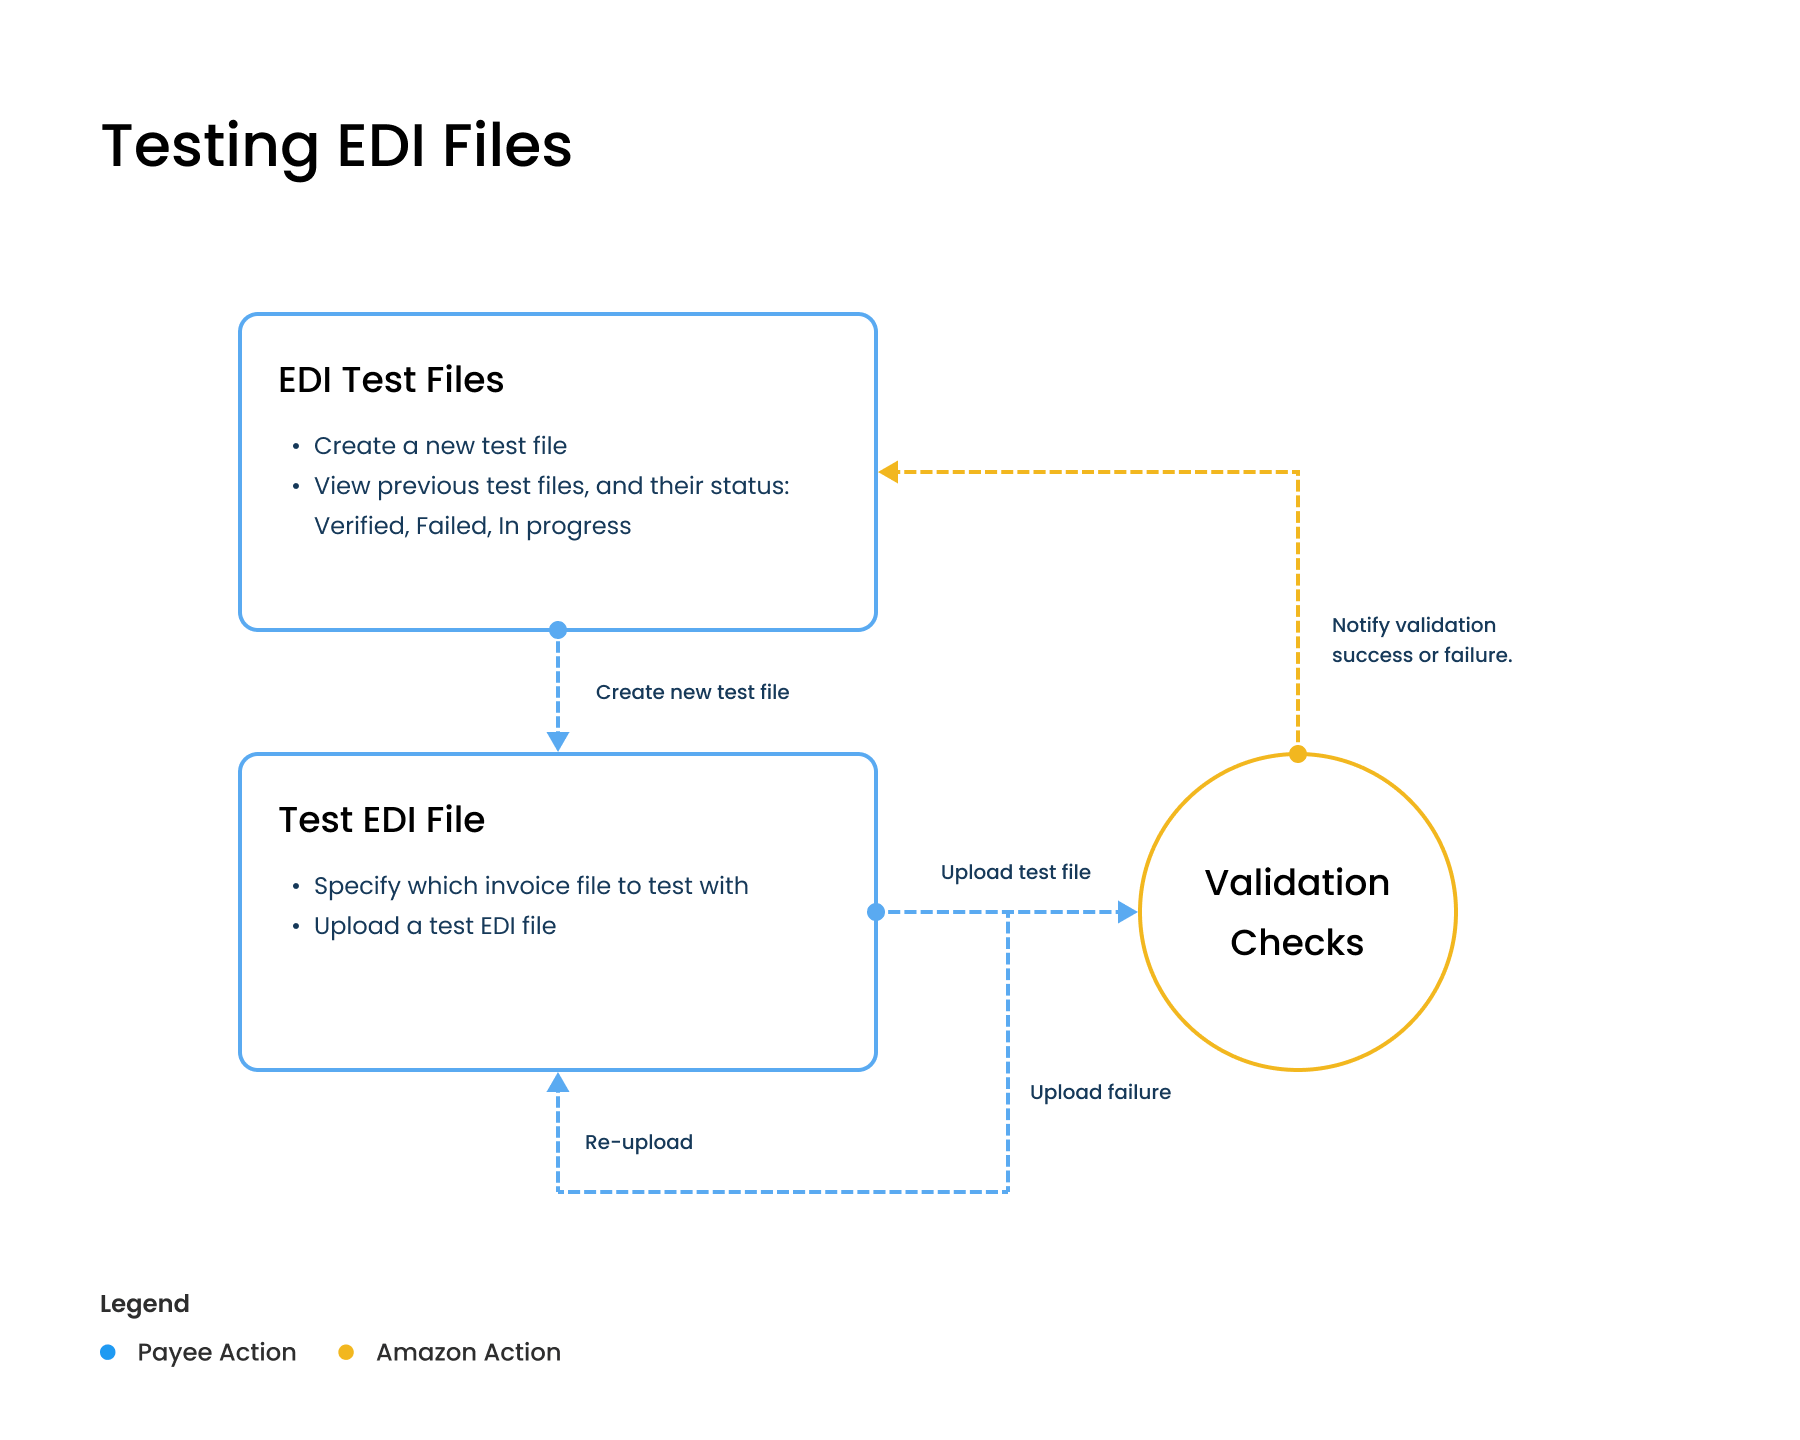 Testing EDI Files
EDI Test Files
• Create a new test file
• View previous test files, and their status:
Verified, Failed, In progress
Create new test file
Notify validation
success or failure.
Test EDI File
• Specify which invoice file to test with
• Upload a test EDI file
Upload test file
Validation
Checks
Upload failure
Re-upload
Legend
Payee Action
Amazon Action